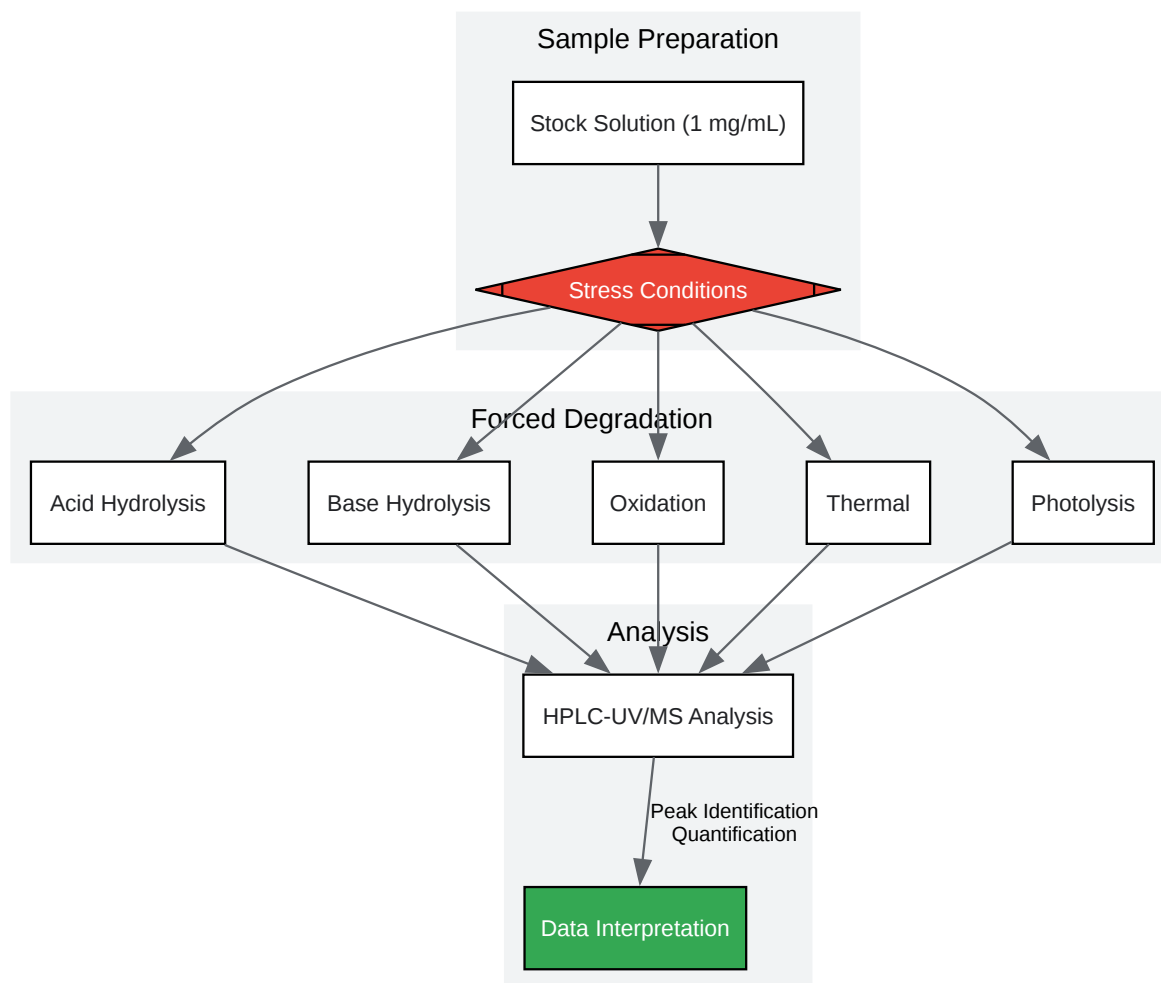 Sample Preparation
Stock Solution (1 mg/mL)
Stress Conditions
Forced Degradation
Acid Hydrolysis
Base Hydrolysis
Oxidation
Thermal
Photolysis
Analysis
HPLC-UV/MS Analysis
Peak Identification
Quantification
Data Interpretation